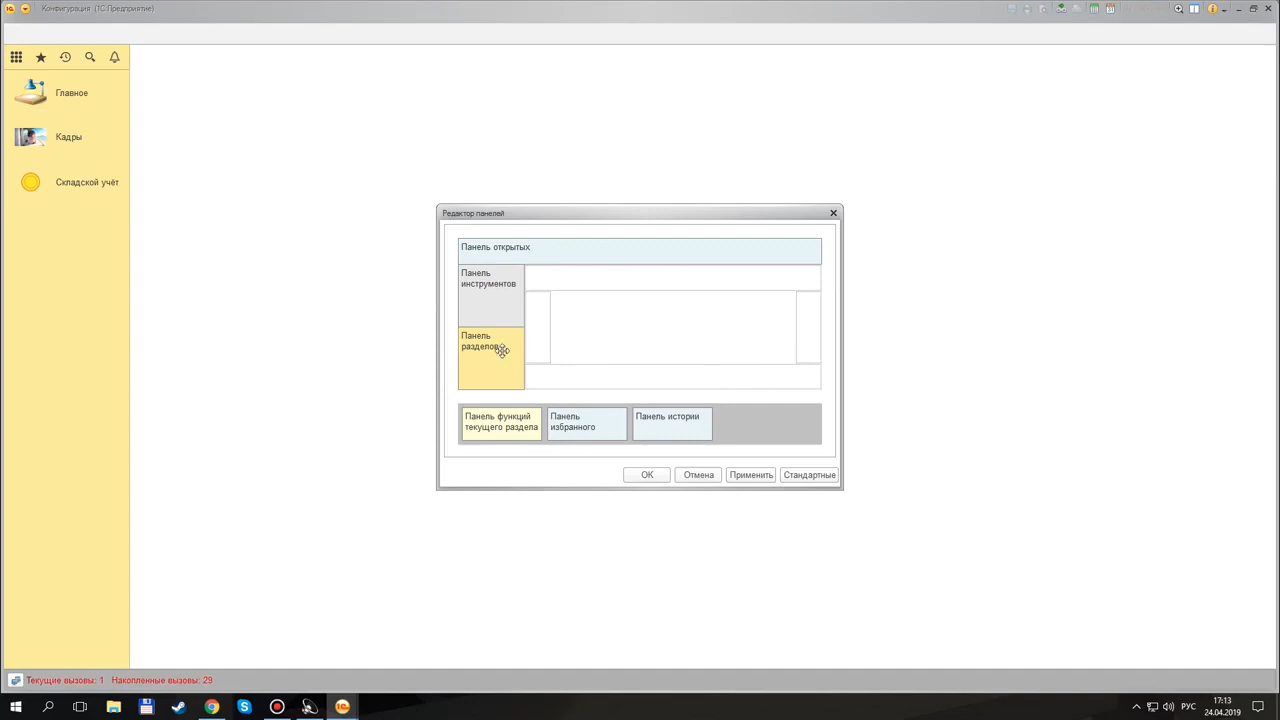 Конфигурация (1С:Предприятие)
Главное
Кадры
Складской учёт
Редактор панелей
Панель открытых
Панель
инструментов
Панель
разделов
Панель функций
текущего раздела
Панель
избранного
Панель истории
OK
Отмена
Применить
Стандартные
Текущие вызовы: 1 Накопленные вызовы: 29
РУС
17:13
24.04.2019